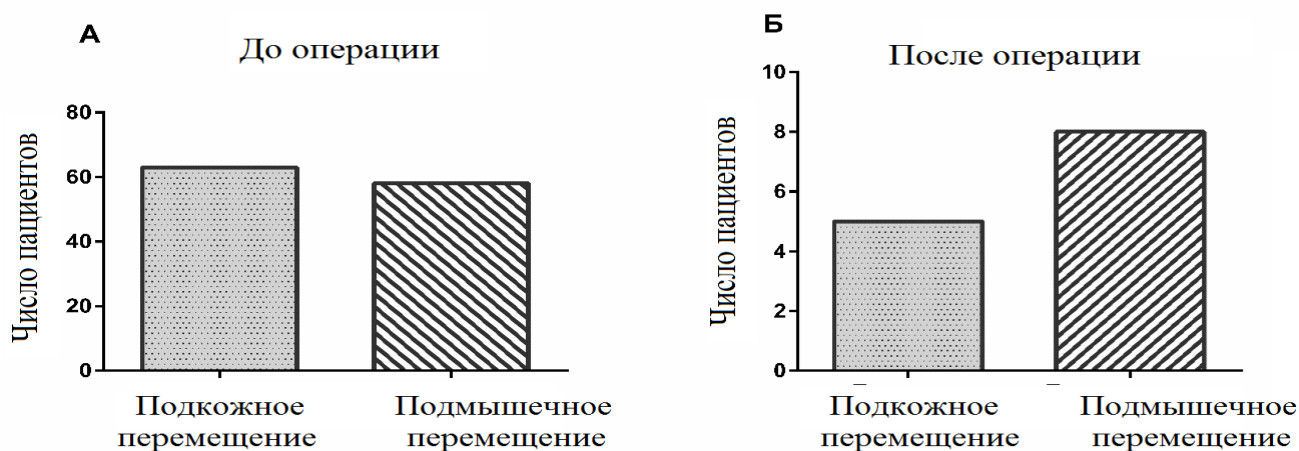 А
До операции
Число пациентов
80
60
40
20
0
Подкожное
перемещение
Подмышечное
перемещение
Б
После операции
Число пациентов
10
8
6
4
2
0
Подкожное
перемещение
Подмышечное
перемещение